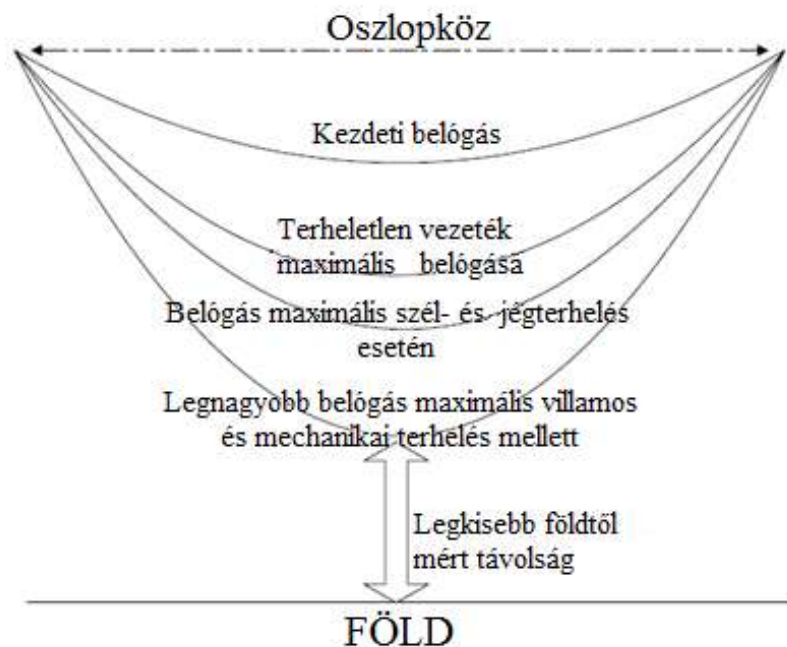 Oszlopköz
Kezdeti belógás
Terheletlen vezeték
maximális belógása
Belógás maximális szél- és jégterhelés
esetén
Legnagyobb belógás maximális villamos
és mechanikai terhelés mellett
Legkisebb földtől
mért távolság
FÖLD